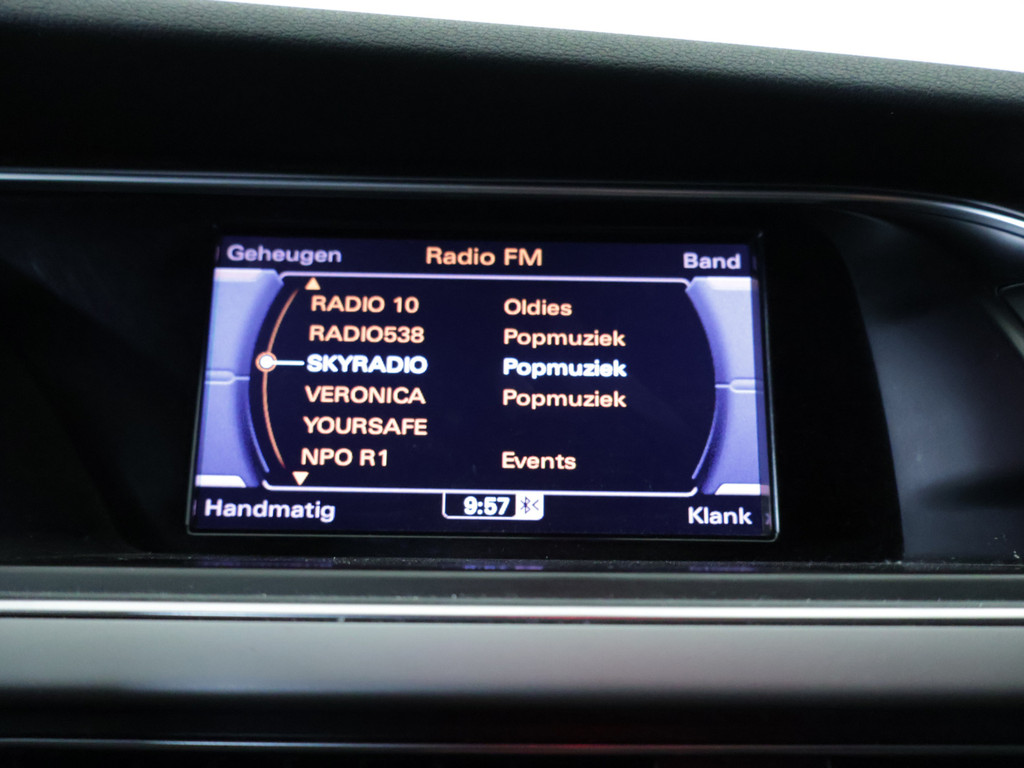 Geheugen Radio FM Band
RADIO 10 Oldies
RADIO538 Popmuziek
SKYRADIO Popmuziek
VERONICA Popmuziek
YOURSAFE
NPO R1 Events
Handmatig 9:57 Klank